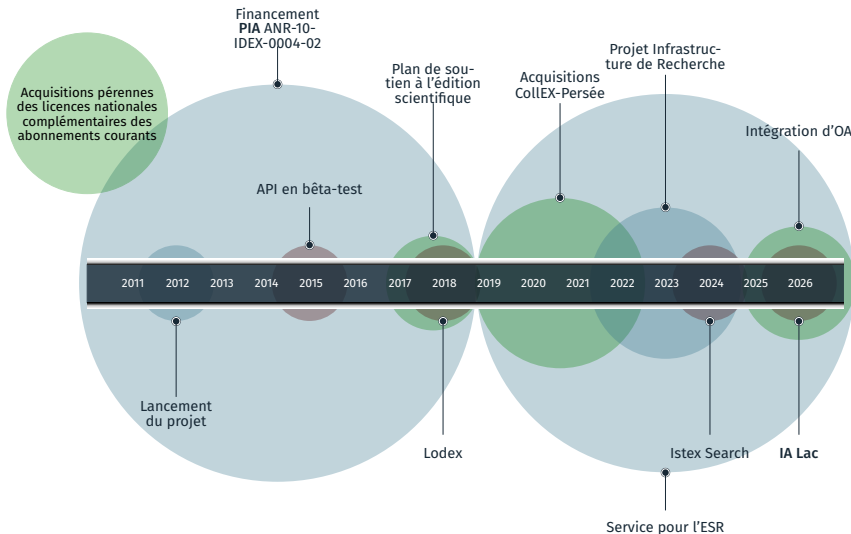 Financement
PIA ANR-10-
IDEX-0004-02
Acquisitions pérennes
des licences nationales
complémentaires des
abonnements courants
Plan de sou-
tien à l'édition
scientifique
Acquisitions
CollEX-Persée
Projet Infrastruc-
ture de Recherche
Intégration d'OA
API en bêta-test
2011 2012 2013 2014 2015 2016 2017 2018 2019 2020 2021 2022 2023 2024 2025 2026
Lancement
du projet
Lodex
Istex Search
IA Lac
Service pour l'ESR